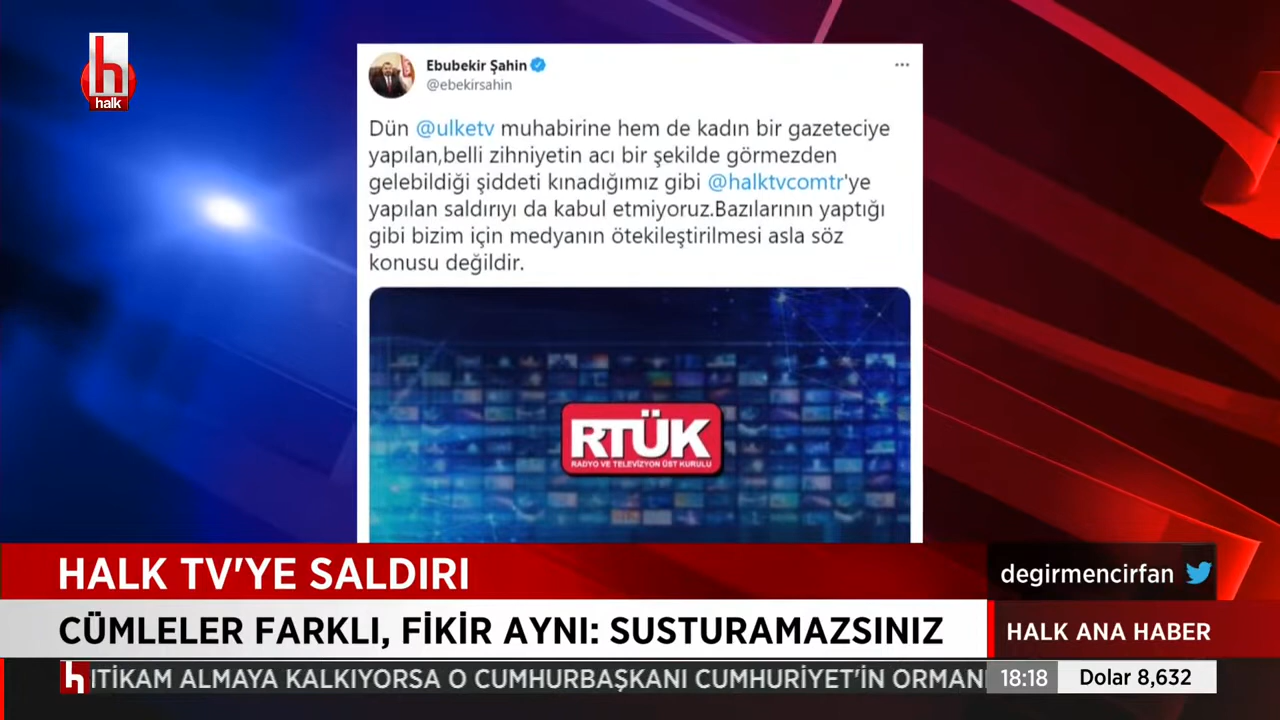 h
halk
Ebubekir Şahin
@ebekirsahin
Dün @ulketv muhabirine hem de kadın bir gazeteciye
yapılan,belli zihniyetin acı bir şekilde görmezden
gelebildiği şiddeti kınadığımız gibi @halktvcomtr'ye
yapılan saldırıyı da kabul etmiyoruz.Bazılarının yaptığı
gibi bizim için medyanın ötekileştirilmesi asla söz
konusu değildir.
RTÜK
RADYO VE TELEVİZYON ÜST KURULU
HALK TV'YE SALDIRI
degirmencirfan
CÜMLELER FARKLI, FİKİR AYNI: SUSTURAMAZSINIZ
HALK ANA HABER
h
ALMAYA KALKIYORSA O CUMHURBAŞKANI CUMHURİYET'İN
18:18
Dolar 8,632